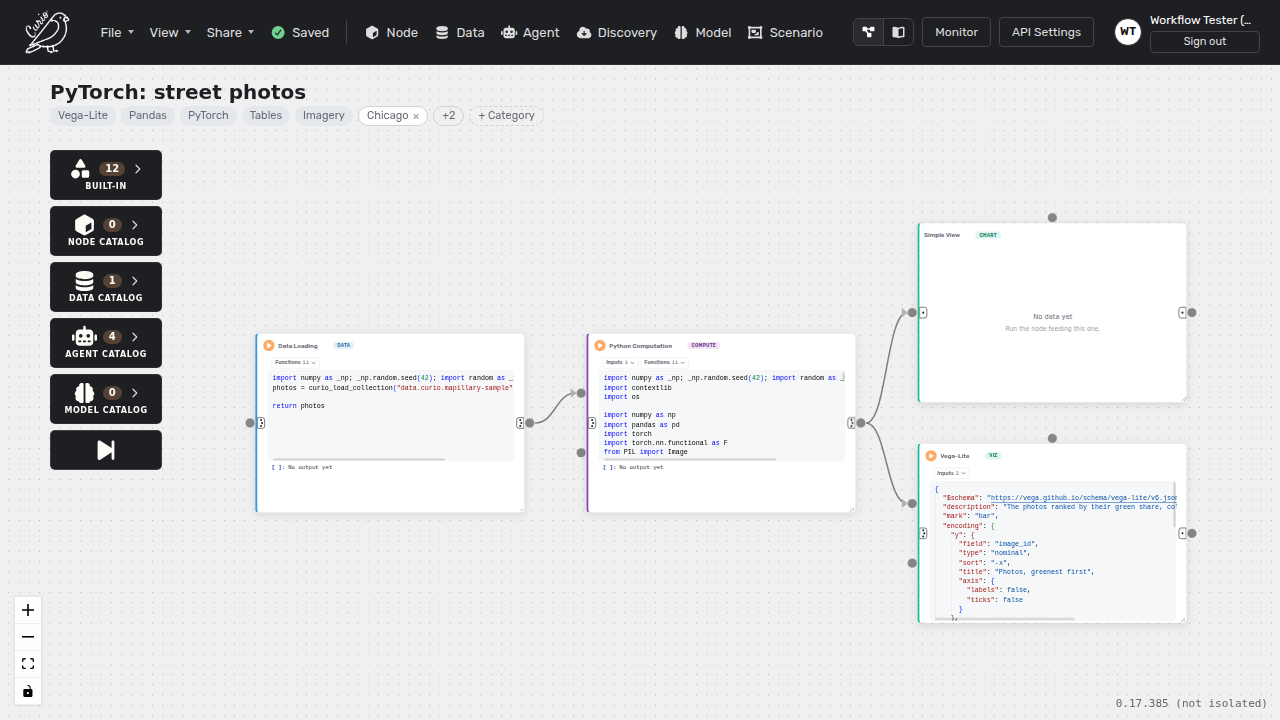 Curio
File View Share Saved Node Data Agent Discovery Model Scenario Monitor API Settings WT Workflow Tester (...
Sign out
PyTorch: street photos
Vega-Lite Pandas PyTorch Tables Imagery Chicago × +2 + Category
12
BUILT-IN
0
NODE CATALOG
1
DATA CATALOG
4
AGENT CATALOG
0
MODEL CATALOG
Data Loading DATA
Functions 11
import numpy as _np; _np.random.seed(42); import random as _
photos = curio_load_collection("data.curio.mapillary-sample"
return photos
[ ]: No output yet
Python Computation COMPUTE
Inputs 1 Functions 11
import numpy as _np; _np.random.seed(42); import random as _
import contextlib
import os
import numpy as np
import pandas as pd
import torch
import torch.nn.functional as F
from PIL import Image
[ ]: No output yet
Simple View CHART
No data yet
Run the node feeding this one.
Vega-Lite VIZ
Inputs 2
{
"$schema": "https://vega.github.io/schema/vega-lite/v6.json
"description": "The photos ranked by their green share, co
"mark": "bar",
"encoding": {
"y": {
"field": "image_id",
"type": "nominal",
"sort": "-x",
"title": "Photos, greenest first",
"axis": {
"labels": false,
"ticks": false
}
},
0.17.385 (not isolated)